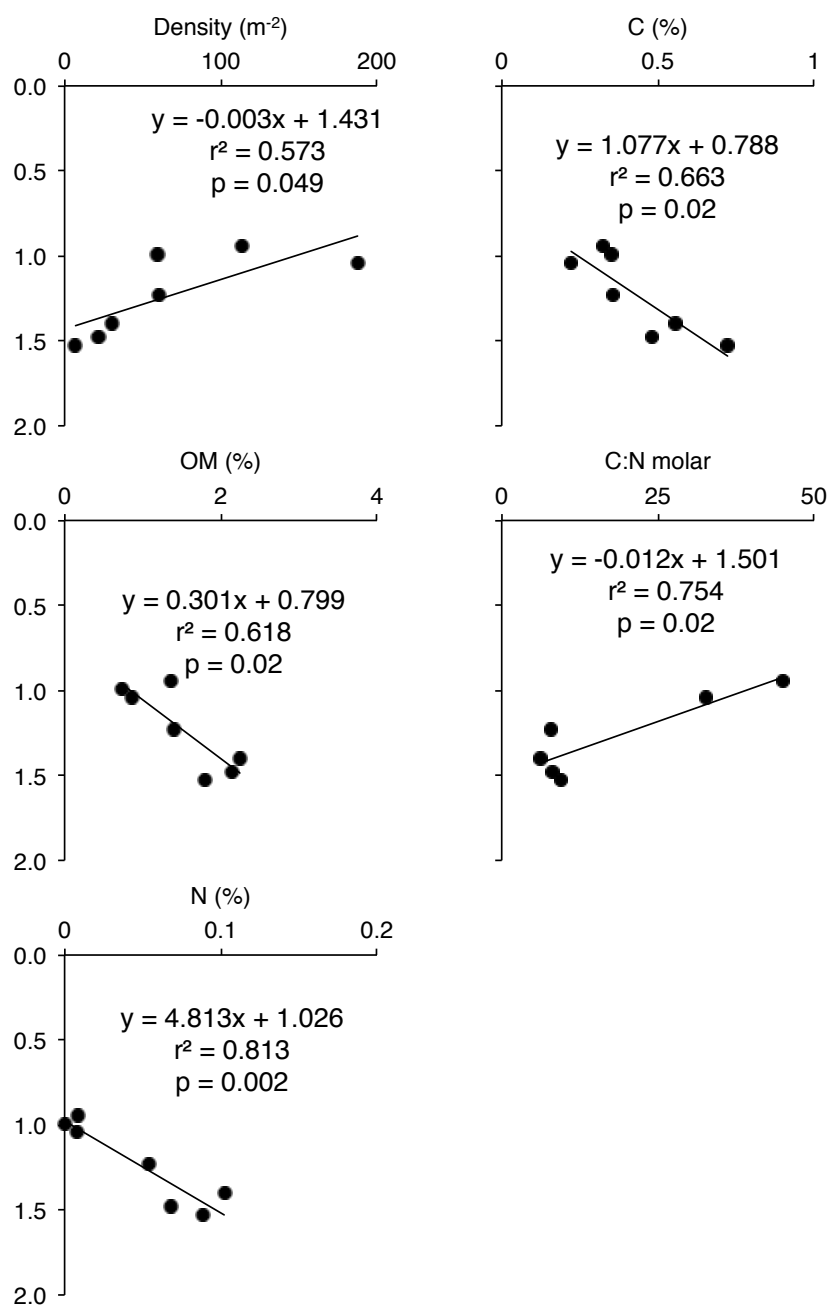 Density (m⁻²)
0 100 200
0.0
0.5
1.0
1.5
2.0
y = -0.003x + 1.431
r² = 0.573
p = 0.049
C (%)
0 0.5 1
y = 1.077x + 0.788
r² = 0.663
p = 0.02
OM (%)
0 2 4
0.0
0.5
1.0
1.5
2.0
y = 0.301x + 0.799
r² = 0.618
p = 0.02
C:N molar
0 25 50
y = -0.012x + 1.501
r² = 0.754
p = 0.02
N (%)
0 0.1 0.2
0.0
0.5
1.0
1.5
2.0
y = 4.813x + 1.026
r² = 0.813
p = 0.002